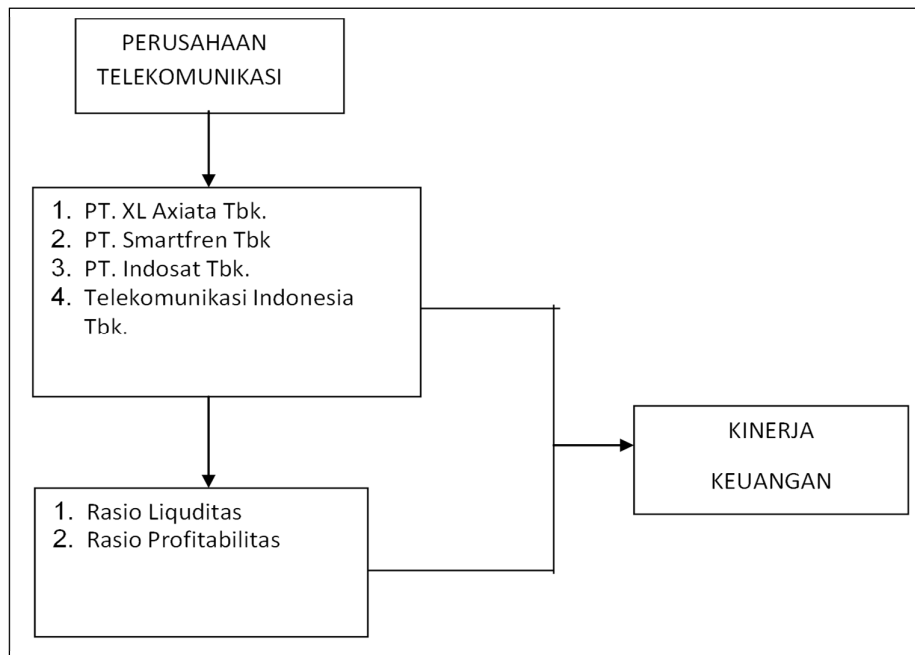 PERUSAHAAN
TELEKOMUNIKASI
1. PT. XL Axiata Tbk.
2. PT. Smartfren Tbk
3. PT. Indosat Tbk.
4. Telekomunikasi Indonesia
Tbk.
KINERJA
KEUANGAN
1. Rasio Liquditas
2. Rasio Profitabilitas